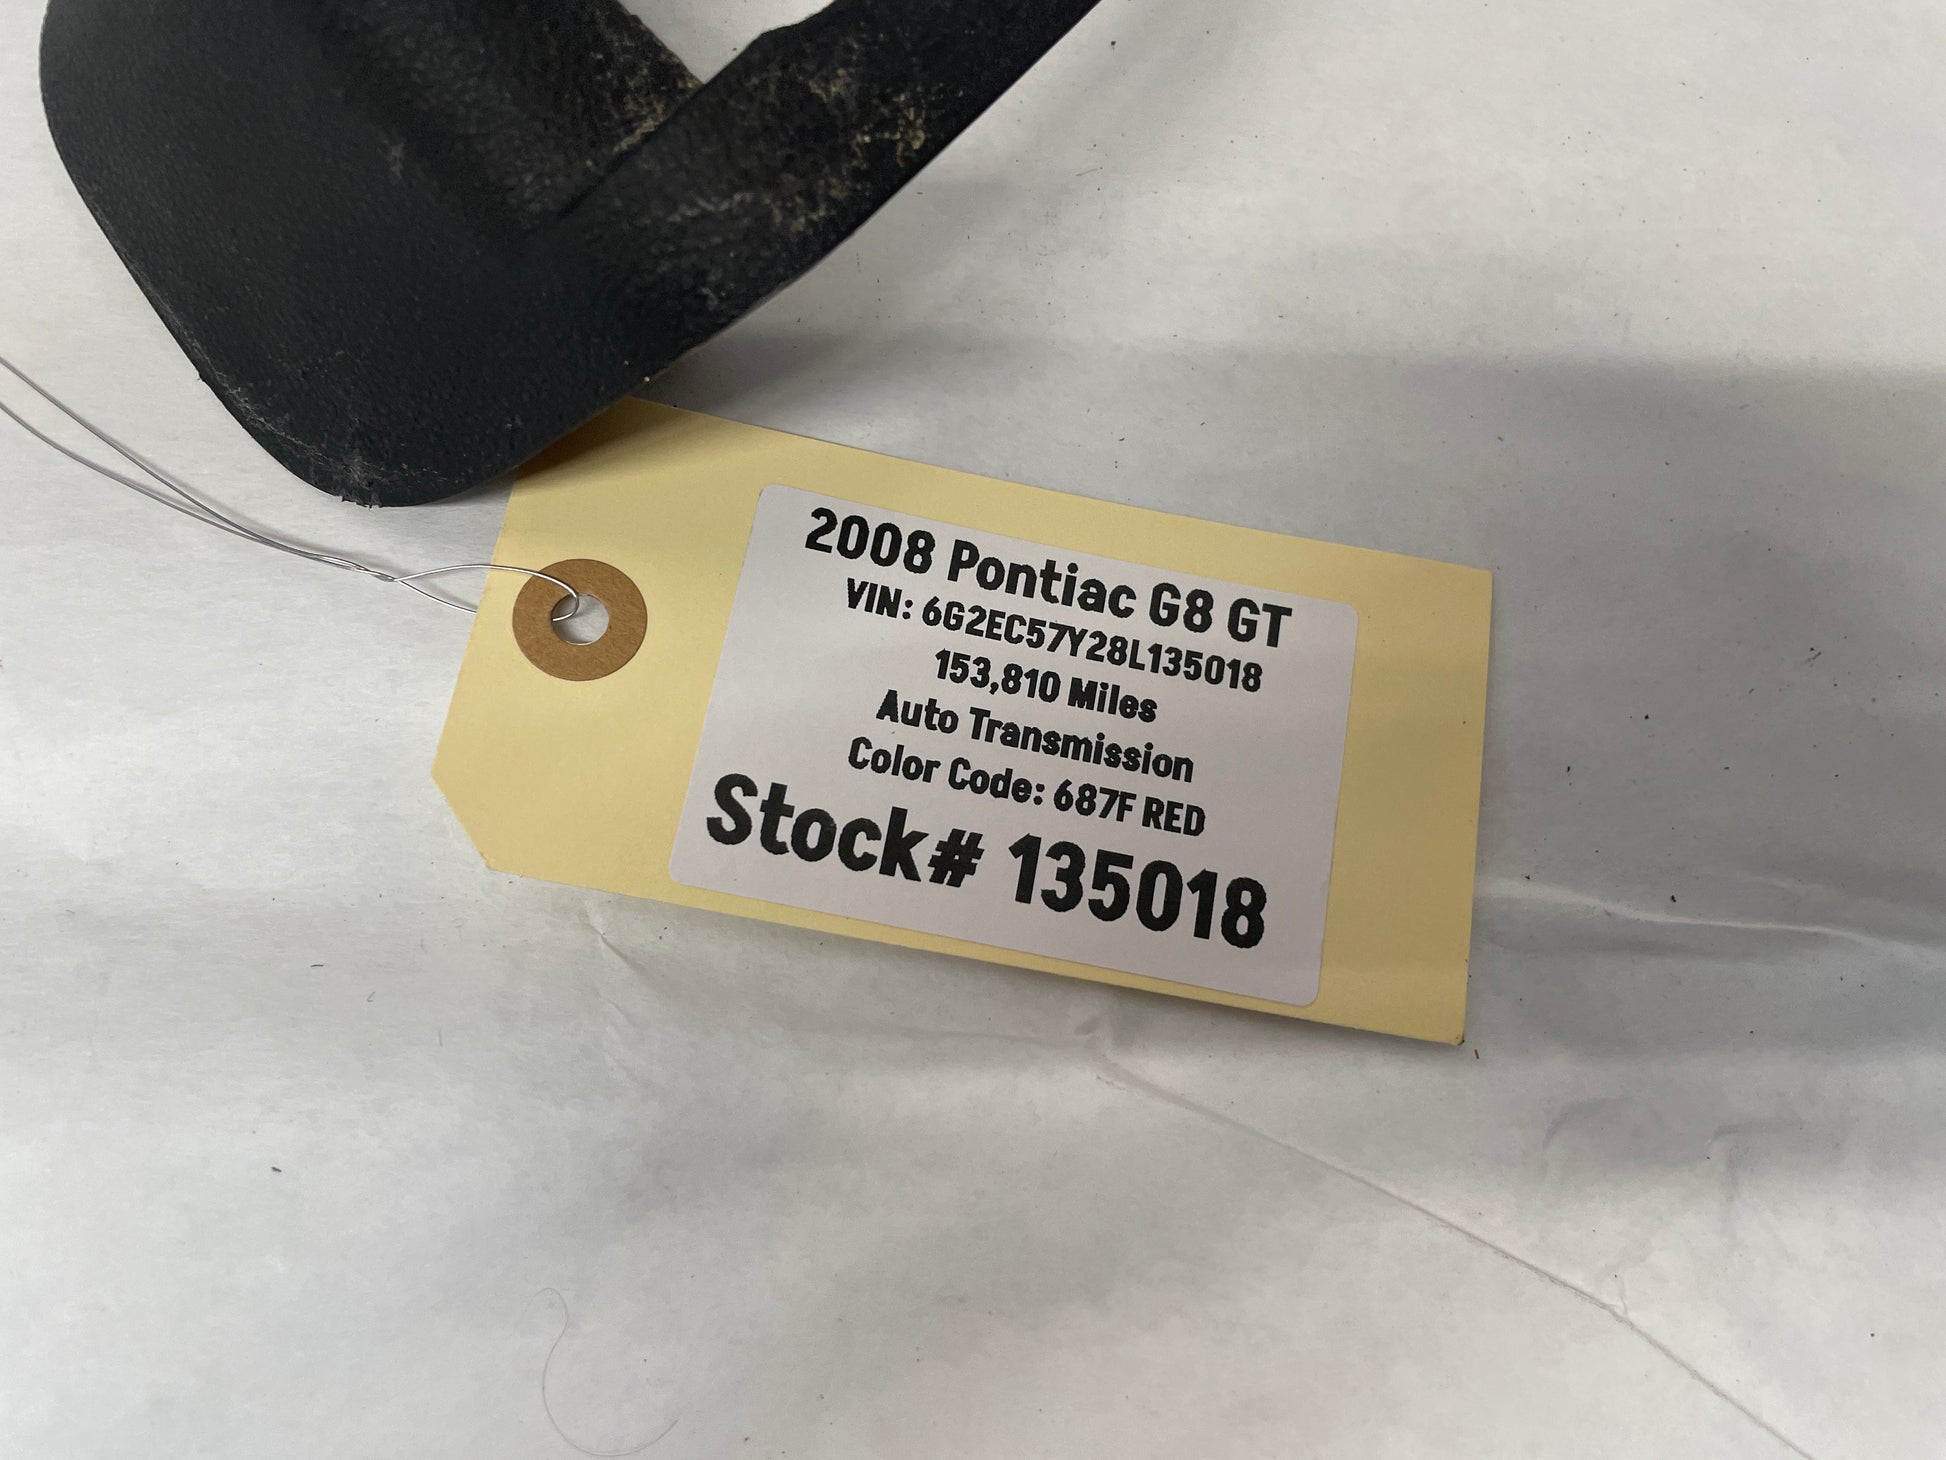 2008 Pontiac G8 GT
VIN: 6G2EC57Y28L135018
153,810 Miles
Auto Transmission
Color Code: 687F RED
Stock# 135018